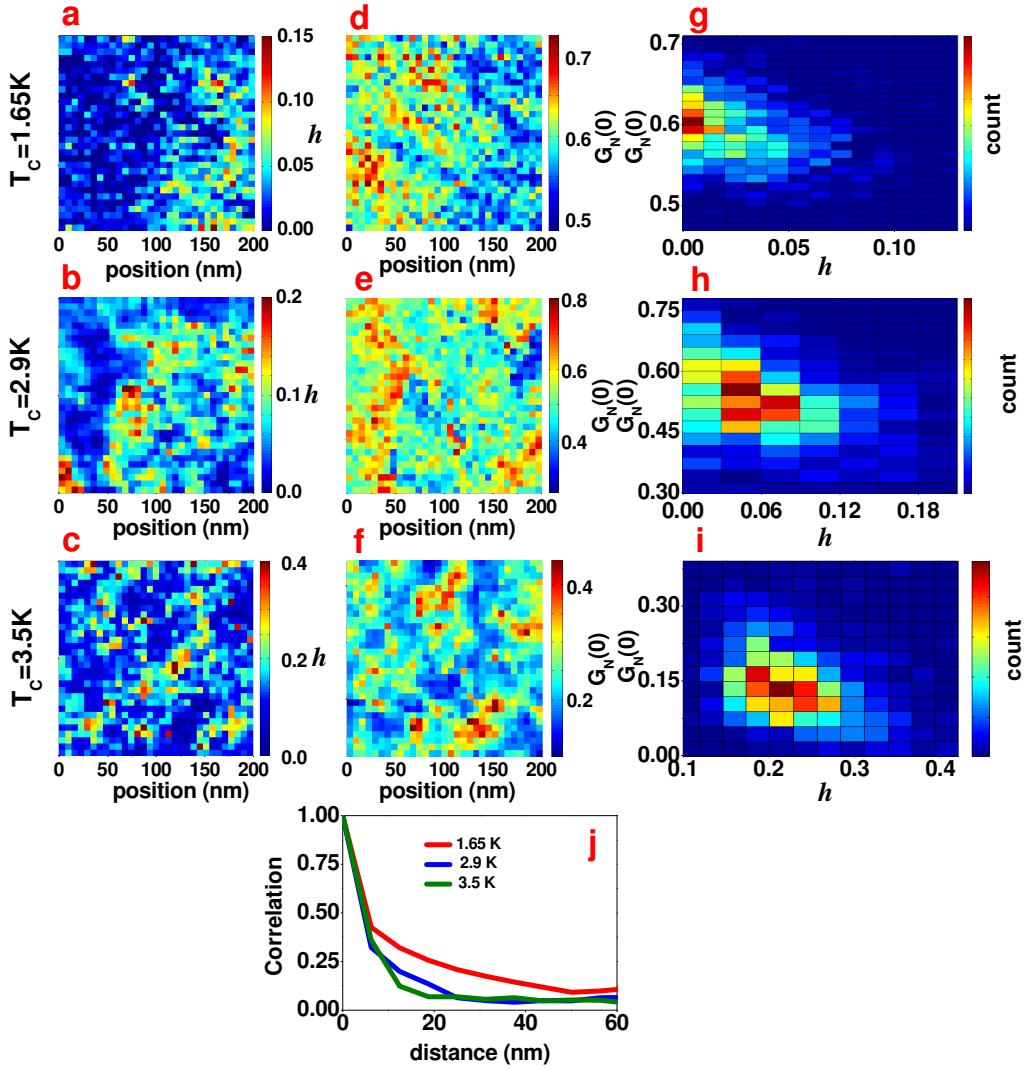 a
d
g
T_C=1.65K
0.15
0.10
0.05
0.00
h
0 50 100 150 200
position (nm)
0.7
0.6
0.5
G_N(0)
0 50 100 150 200
position (nm)
G_N(0)
0.7
0.6
0.5
0.00 0.05 0.10
h
count
b
e
h
T_C=2.9K
0.2
0.1
0.0
h
0 50 100 150 200
position (nm)
0.8
0.6
0.4
G_N(0)
0 50 100 150 200
position (nm)
G_N(0)
0.75
0.60
0.45
0.30
0.00 0.06 0.12 0.18
h
count
c
f
i
T_C=3.5K
0.4
0.2
0.0
h
0 50 100 150 200
position (nm)
0.4
0.2
G_N(0)
0 50 100 150 200
position (nm)
G_N(0)
0.30
0.15
0.00
0.1 0.2 0.3 0.4
h
count
j
Correlation
1.00
0.75
0.50
0.25
0.00
1.65 K
2.9 K
3.5 K
0 20 40 60
distance (nm)